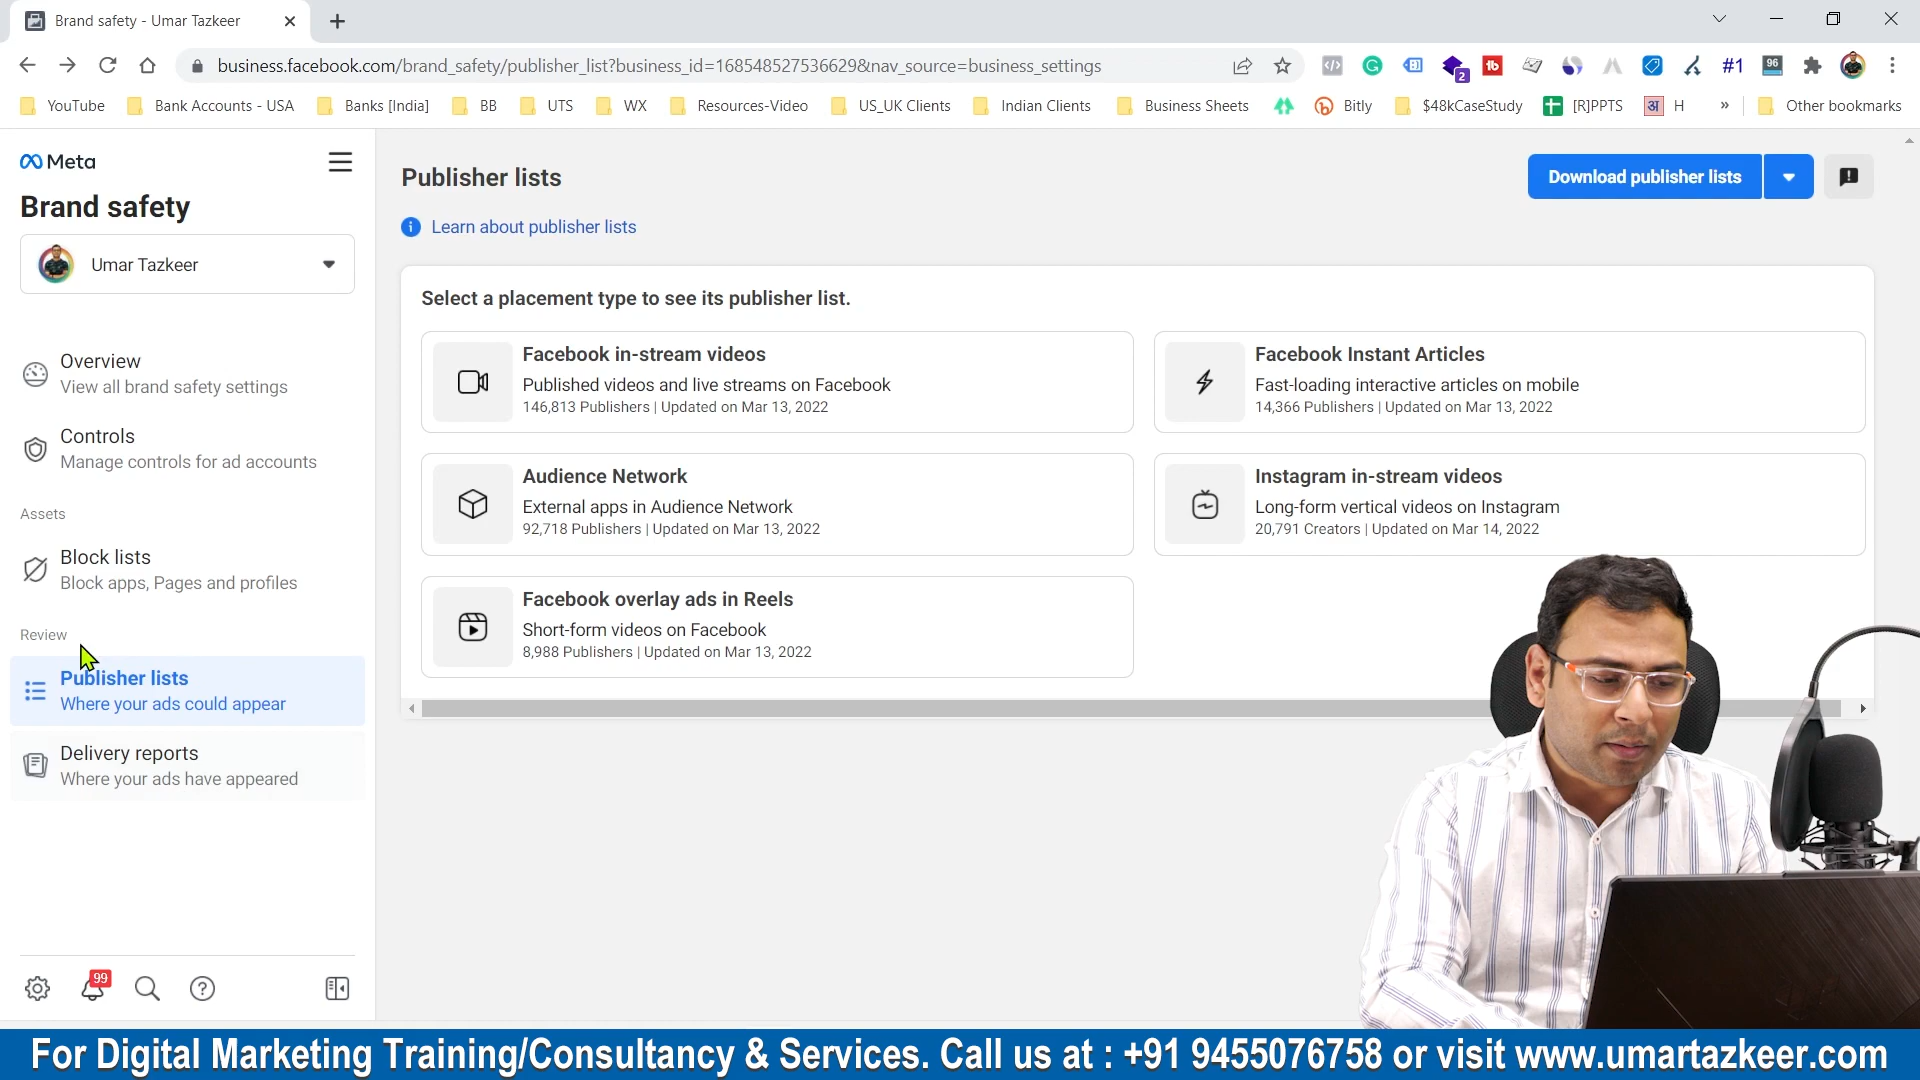 Brand safety - Umar Tazkeer
business.facebook.com/brand_safety/publisher_list?business_id=168548527536629&nav_source=business_settings
2
#1
96
YouTube
Bank Accounts - USA
Banks [India]
BB
UTS
WX
Resources-Video
US_UK Clients
Indian Clients
Business Sheets
Bitly
$48kCaseStudy
[R]PPTS
अ
H
»
Other bookmarks
Meta
Brand safety
Umar Tazkeer
Overview
View all brand safety settings
Controls
Manage controls for ad accounts
Assets
Block lists
Block apps, Pages and profiles
Review
Publisher lists
Where your ads could appear
Delivery reports
Where your ads have appeared
99
Publisher lists
Download publisher lists
Learn about publisher lists
Select a placement type to see its publisher list.
Facebook in-stream videos
Published videos and live streams on Facebook
146,813 Publishers | Updated on Mar 13, 2022
Facebook Instant Articles
Fast-loading interactive articles on mobile
14,366 Publishers | Updated on Mar 13, 2022
Audience Network
External apps in Audience Network
92,718 Publishers | Updated on Mar 13, 2022
Instagram in-stream videos
Long-form vertical videos on Instagram
20,791 Creators | Updated on Mar 14, 2022
Facebook overlay ads in Reels
Short-form videos on Facebook
8,988 Publishers | Updated on Mar 13, 2022
For Digital Marketing Training/Consultancy & Services. Call us at : +91 9455076758 or visit www.umartazkeer.com